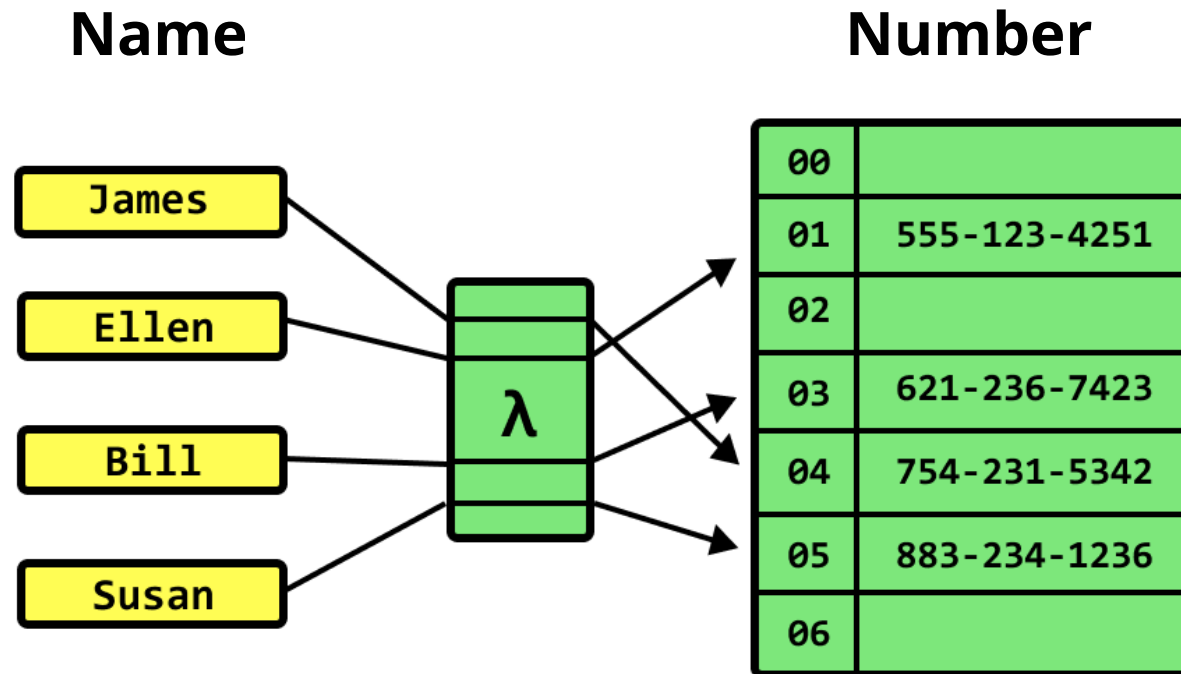 Name
Number
James
Ellen
Bill
Susan
λ
00
01 555-123-4251
02
03 621-236-7423
04 754-231-5342
05 883-234-1236
06